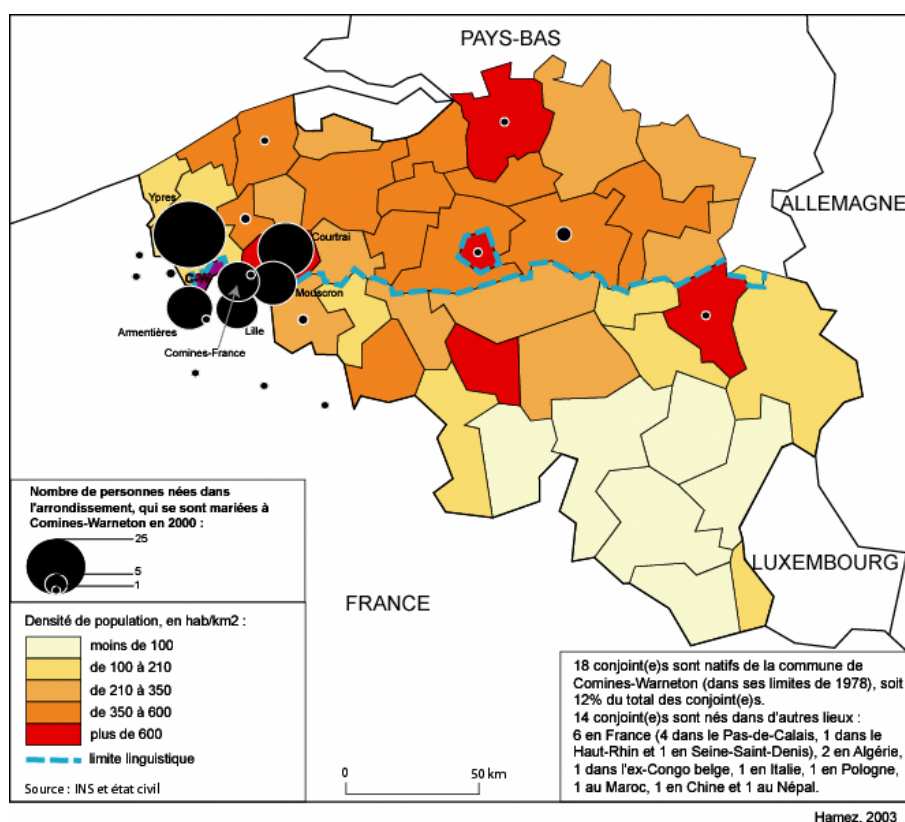 PAYS-BAS
ALLEMAGNE
Ypres
Courtrai
C-W
Mouscron
Armentières
Lille
Comines-France
LUXEMBOURG
FRANCE
Nombre de personnes nées dans
l'arrondissement, qui se sont mariées à
Comines-Warneton en 2000 :
25
5
1
Densité de population, en hab/km2 :
moins de 100
de 100 à 210
de 210 à 350
de 350 à 600
plus de 600
limite linguistique
Source : INS et état civil
0 50 km
18 conjoint(e)s sont natifs de la commune de
Comines-Warneton (dans ses limites de 1978), soit
12% du total des conjoint(e)s.
14 conjoint(e)s sont nés dans d'autres lieux :
6 en France (4 dans le Pas-de-Calais, 1 dans le
Haut-Rhin et 1 en Seine-Saint-Denis), 2 en Algérie,
1 dans l'ex-Congo belge, 1 en Italie, 1 en Pologne,
1 au Maroc, 1 en Chine et 1 au Népal.
Hamez, 2003